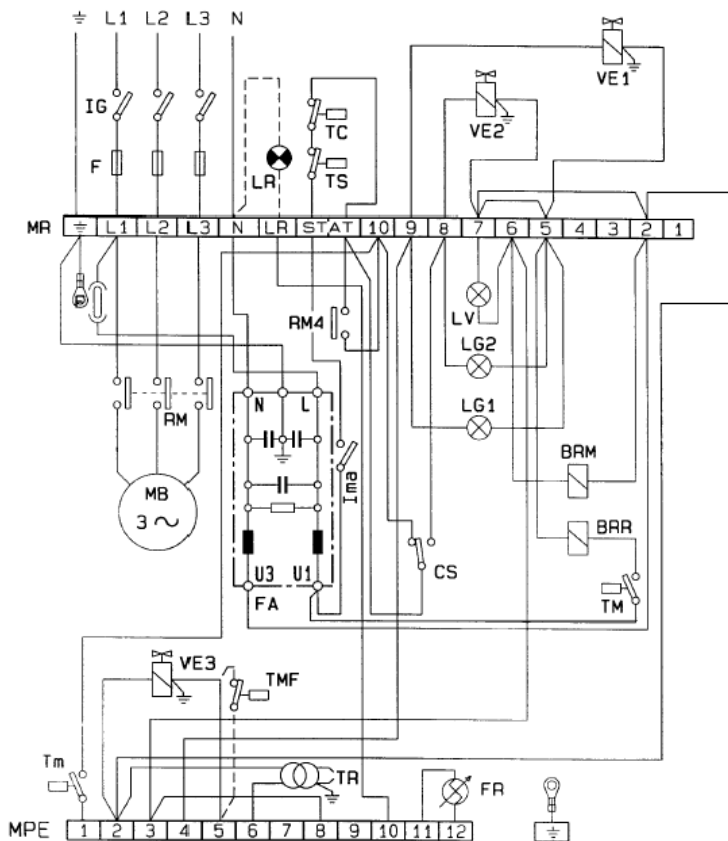 L1 L2 L3 N
IG
VE1
TC
VE2
F
LR
TS
MR L1 L2 L3 N LR STAT 10 9 8 7 6 5 4 3 2 1
RM4
LV
LG2
LG1
RM
N L
BRM
MB
3 ~
Ima
BRR
CS
U3 U1
FA
TM
VE3
TMF
Tm
TR
FR
MPE 1 2 3 4 5 6 7 8 9 10 11 12